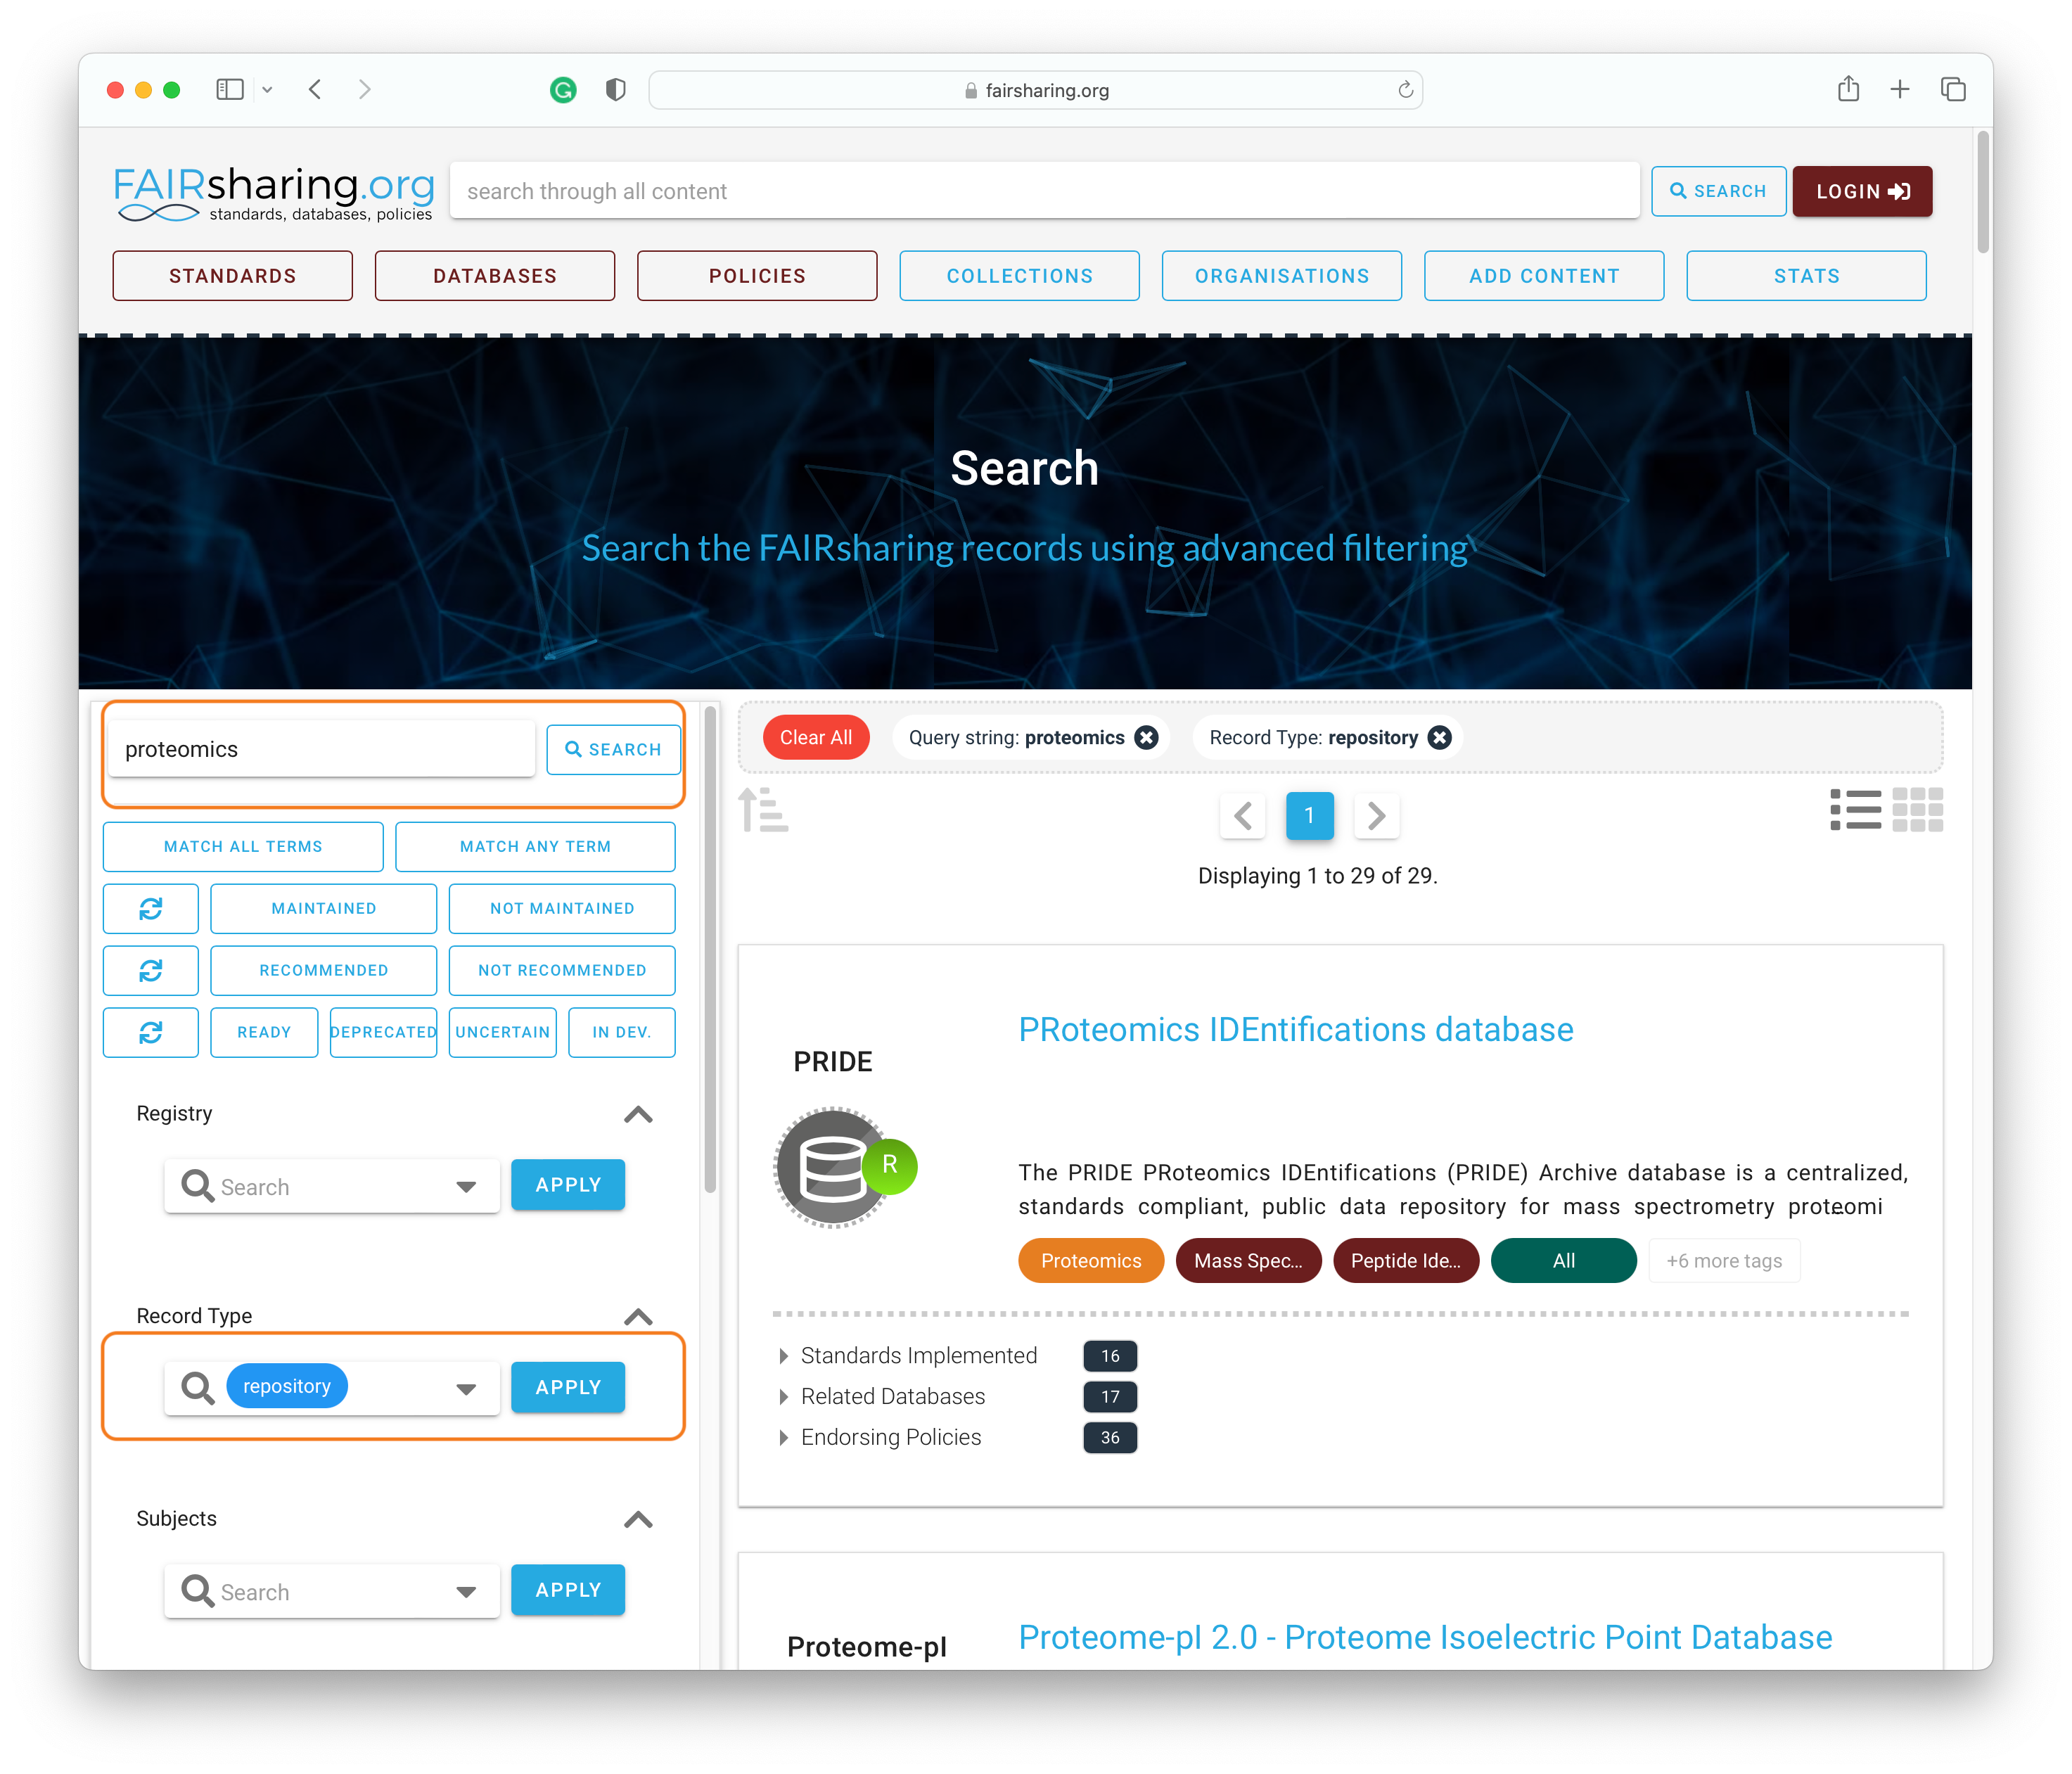 fairsharing.org
FAIRsharing.org
standards, databases, policies
search through all content
SEARCH
LOGIN
STANDARDS
DATABASES
POLICIES
COLLECTIONS
ORGANISATIONS
ADD CONTENT
STATS
Search
Search the FAIRsharing records using advanced filtering
proteomics
SEARCH
MATCH ALL TERMS
MATCH ANY TERM
MAINTAINED
NOT MAINTAINED
RECOMMENDED
NOT RECOMMENDED
READY
DEPRECATED
UNCERTAIN
IN DEV.
Registry
Search
APPLY
Record Type
repository
APPLY
Subjects
Search
APPLY
Clear All
Query string: proteomics
Record Type: repository
1
Displaying 1 to 29 of 29.
PRIDE
R
PRoteomics IDEntifications database
The PRIDE PRoteomics IDEntifications (PRIDE) Archive database is a centralized,
standards compliant, public data repository for mass spectrometry proteomi
Proteomics
Mass Spec...
Peptide Ide...
All
+6 more tags
Standards Implemented 16
Related Databases 17
Endorsing Policies 36
Proteome-pI
Proteome-pI 2.0 - Proteome Isoelectric Point Database